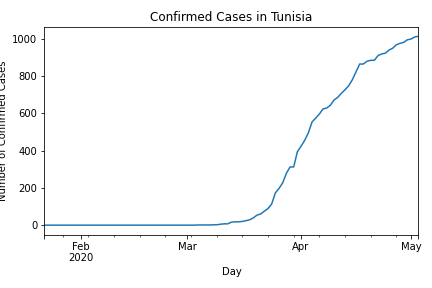 Confirmed Cases in Tunisia
Number of Confirmed Cases
1000
800
600
400
200
0
Feb
2020
Mar
Apr
May
Day